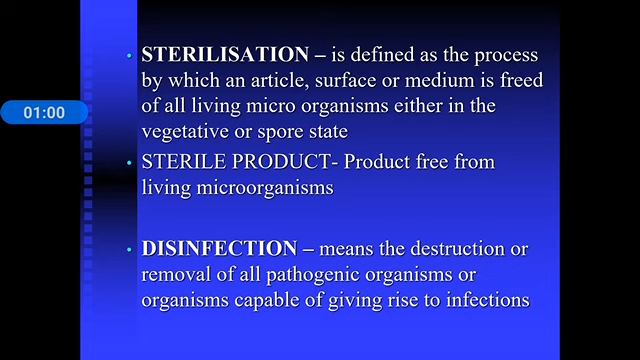 STERILISATION – is defined as the process
by which an article, surface or medium is freed
of all living micro organisms either in the
vegetative or spore state
STERILE PRODUCT- Product free from
living microorganisms
DISINFECTION – means the destruction or
removal of all pathogenic organisms or
organisms capable of giving rise to infections
01:00